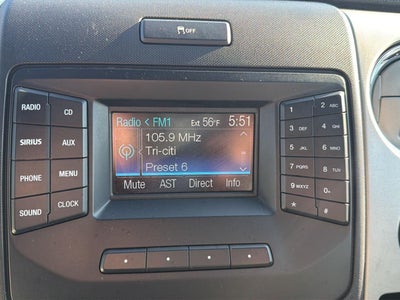 OFF
Radio < FM1 Ext 56°F 5:51
105.9 MHz
Tri-citi
Preset 6
Mute AST Direct Info
RADIO CD
SIRIUS AUX
PHONE MENU
SOUND CLOCK
1 2 ABC
3 DEF 4 GHI
5 JKL 6 MNO
7 PQRS 8 TUV
9 WXYZ 0
* #